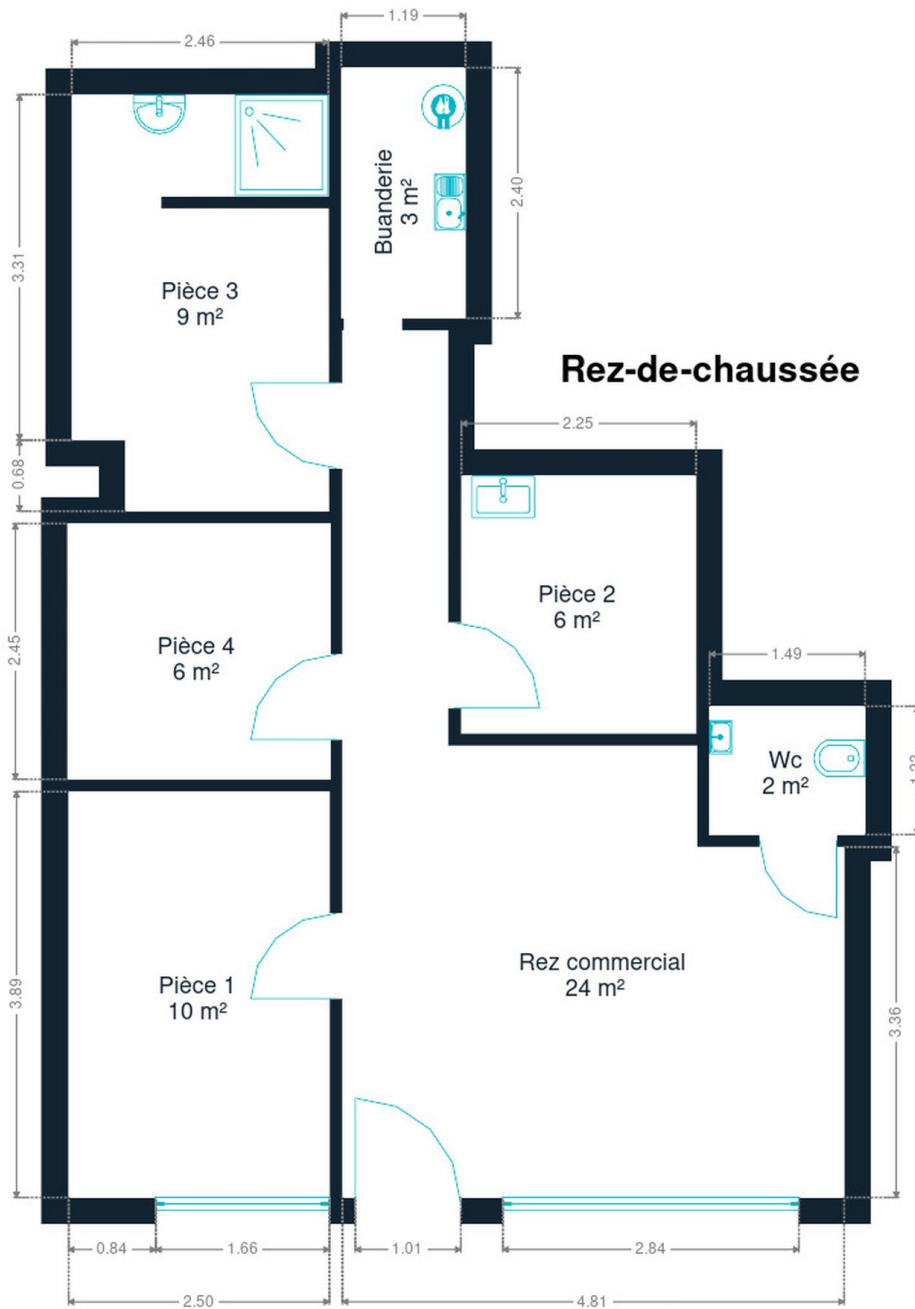 1.19
2.46
Buanderie
3 m²
2.40
3.31
Pièce 3
9 m²
Rez-de-chaussée
2.25
0.68
Pièce 2
6 m²
Pièce 4
6 m²
2.45
1.49
Wc
2 m²
Rez commercial
24 m²
Pièce 1
10 m²
3.89
3.36
0.84
1.66
1.01
2.84
2.50
4.81